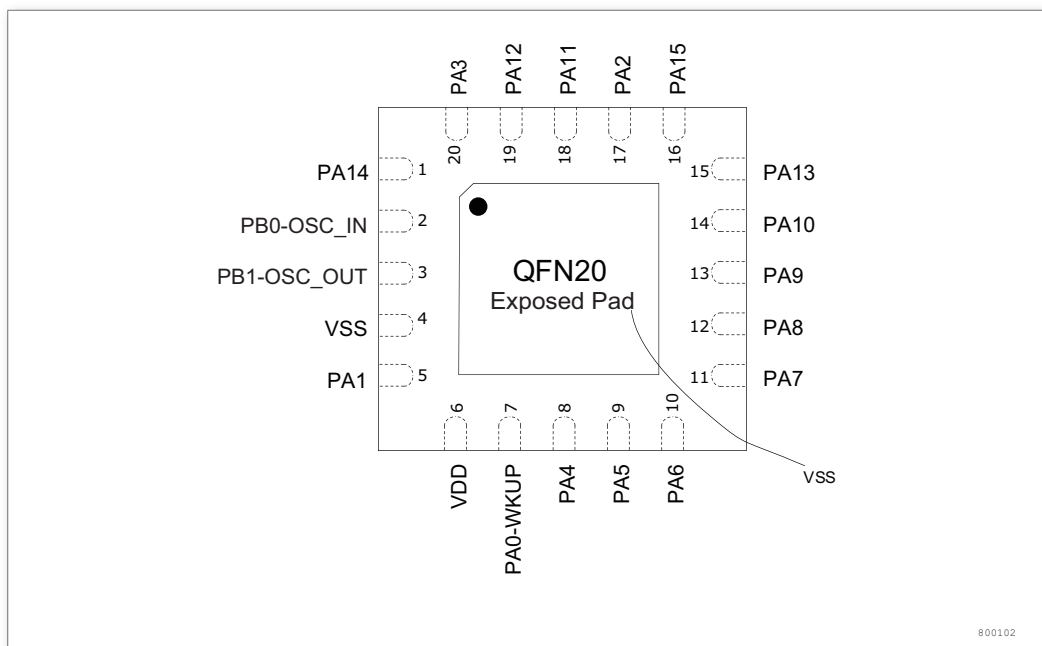 PA3
PA12
PA11
PA2
PA15
20
19
18
17
16
PA14
1
15
PA13
PB0-OSC_IN
2
14
PA10
PB1-OSC_OUT
3
QFN20
13
PA9
Exposed Pad
VSS
4
12
PA8
PA1
5
11
PA7
6
7
8
9
10
VDD
PA0-WKUP
PA4
PA5
PA6
VSS
800102